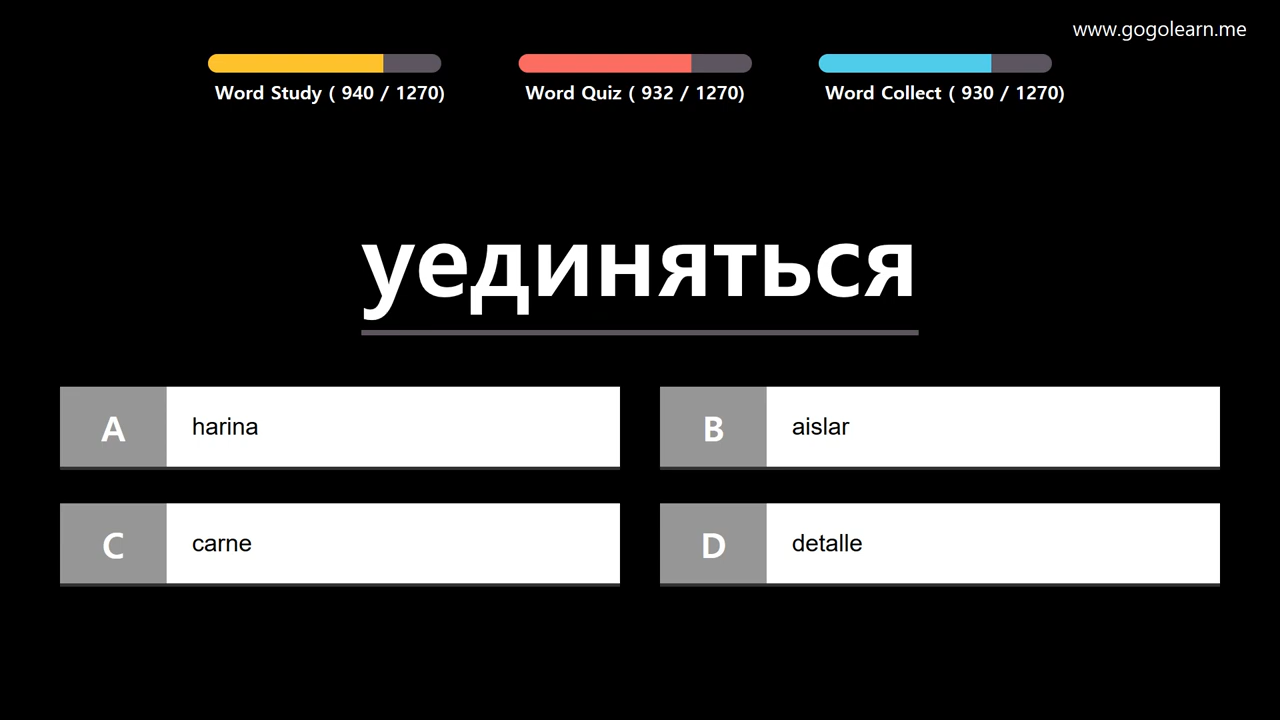 www.gogolearn.me
Word Study ( 940 / 1270)
Word Quiz ( 932 / 1270)
Word Collect ( 930 / 1270)
уединяться
A harina
B aislar
C carne
D detalle